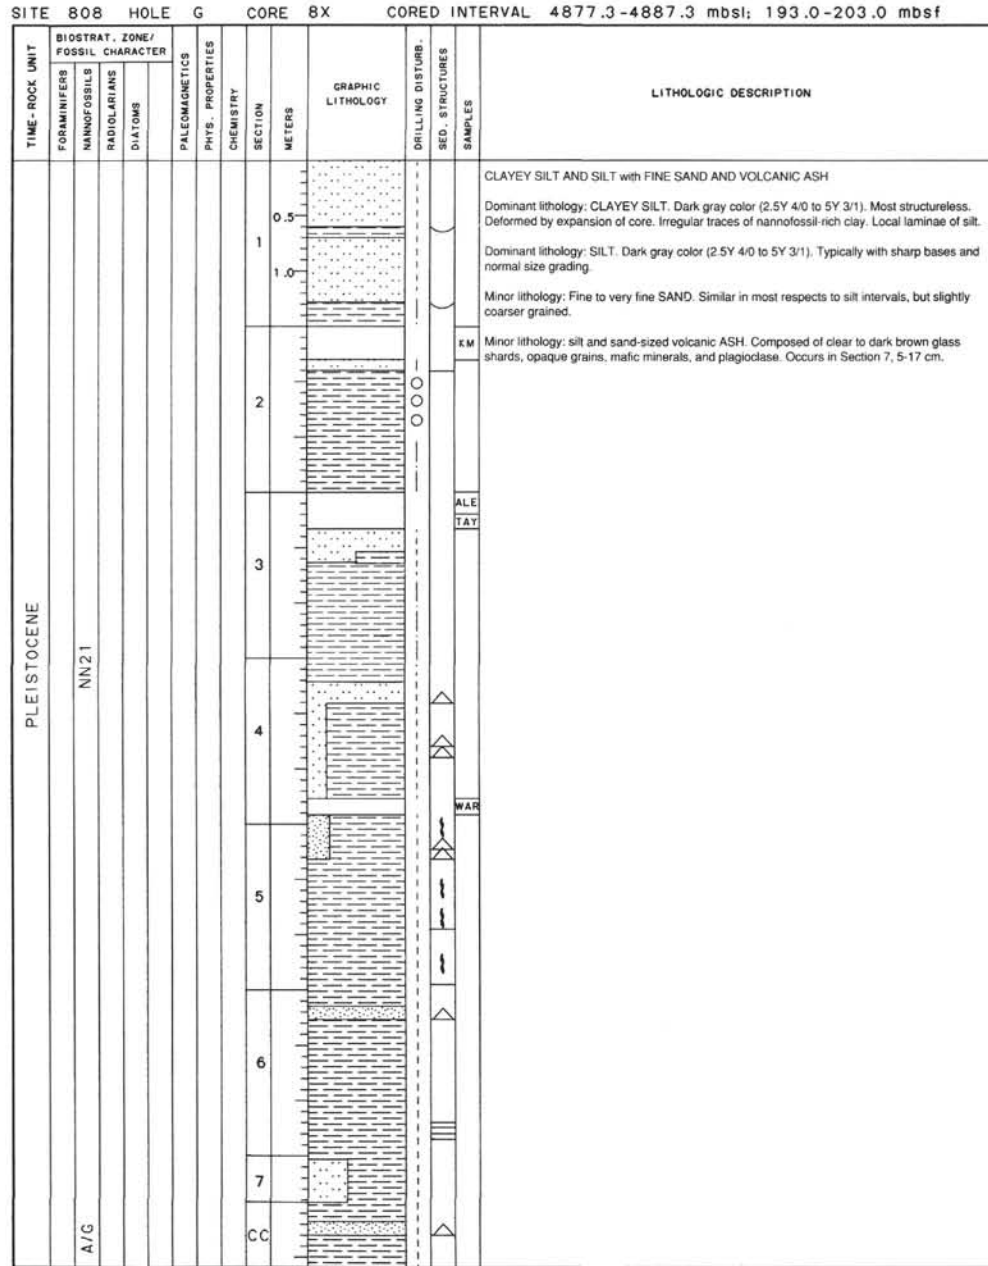 SITE 808 HOLE G CORE 8X CORED INTERVAL 4877.3-4887.3 mbsl; 193.0-203.0 mbsf
TIME-ROCK UNIT
BIOSTRAT. ZONE/
FOSSIL CHARACTER
FORAMINIFERS
NANNOFOSSILS
RADIOLARIANS
DIATOMS
PALEOMAGNETICS
PHYS. PROPERTIES
CHEMISTRY
SECTION
METERS
GRAPHIC
LITHOLOGY
DRILLING DISTURB.
SED. STRUCTURES
SAMPLES
LITHOLOGIC DESCRIPTION
CLAYEY SILT AND SILT with FINE SAND AND VOLCANIC ASH
Dominant lithology: CLAYEY SILT. Dark gray color (2.5Y 4/0 to 5Y 3/1). Most structureless.
Deformed by expansion of core. Irregular traces of nannofossil-rich clay. Local laminae of silt.
Dominant lithology: SILT. Dark gray color (2.5Y 4/0 to 5Y 3/1). Typically with sharp bases and
normal size grading.
Minor lithology: Fine to very fine SAND. Similar in most respects to silt intervals, but slightly
coarser grained.
Minor lithology: silt and sand-sized volcanic ASH. Composed of clear to dark brown glass
shards, opaque grains, mafic minerals, and plagioclase. Occurs in Section 7, 5-17 cm.
0.5
1
1.0
KM
2
ALE
TAY
3
PLEISTOCENE
NN21
4
WAR
5
6
7
A/G
CC